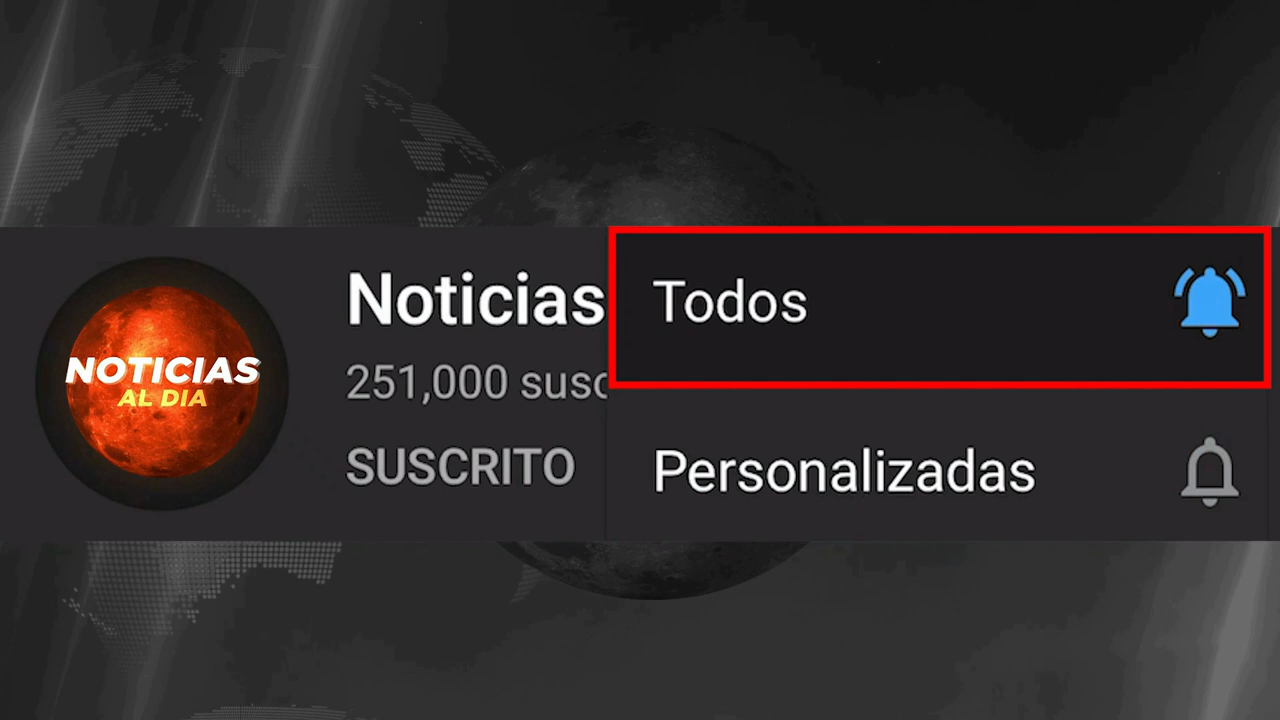 NOTICIAS
AL DIA
Noticias
251,000 susc
SUSCRITO
Todos
Personalizadas